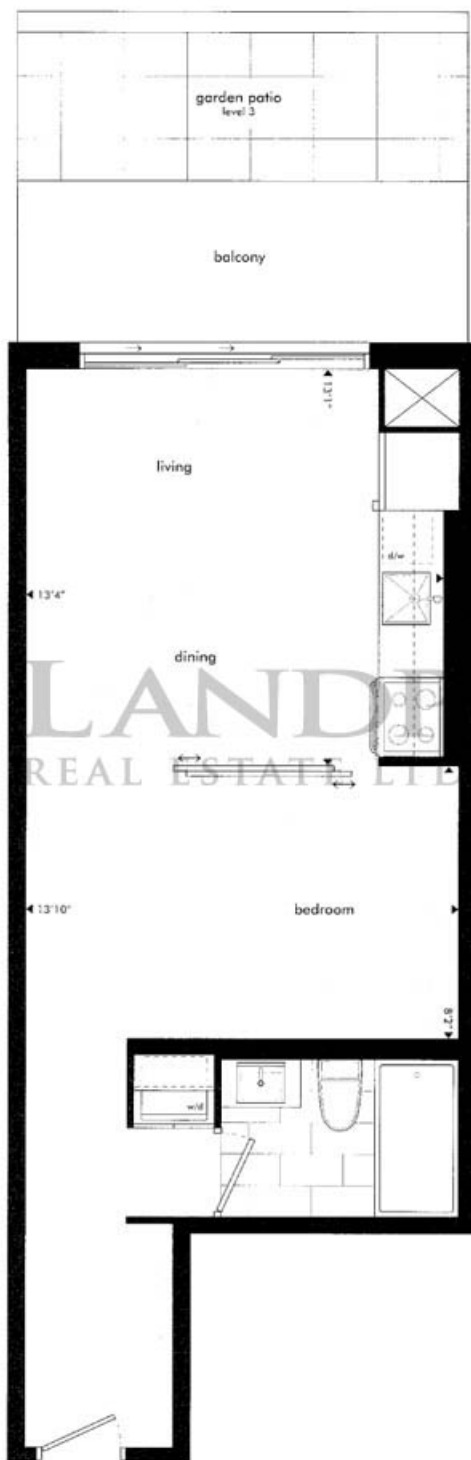 garden patio
level 3
balcony
13'1"
living
d/w
13'4"
dining
LANDP
REAL ESTATE LTD
13'10"
bedroom
8'2"
w/d